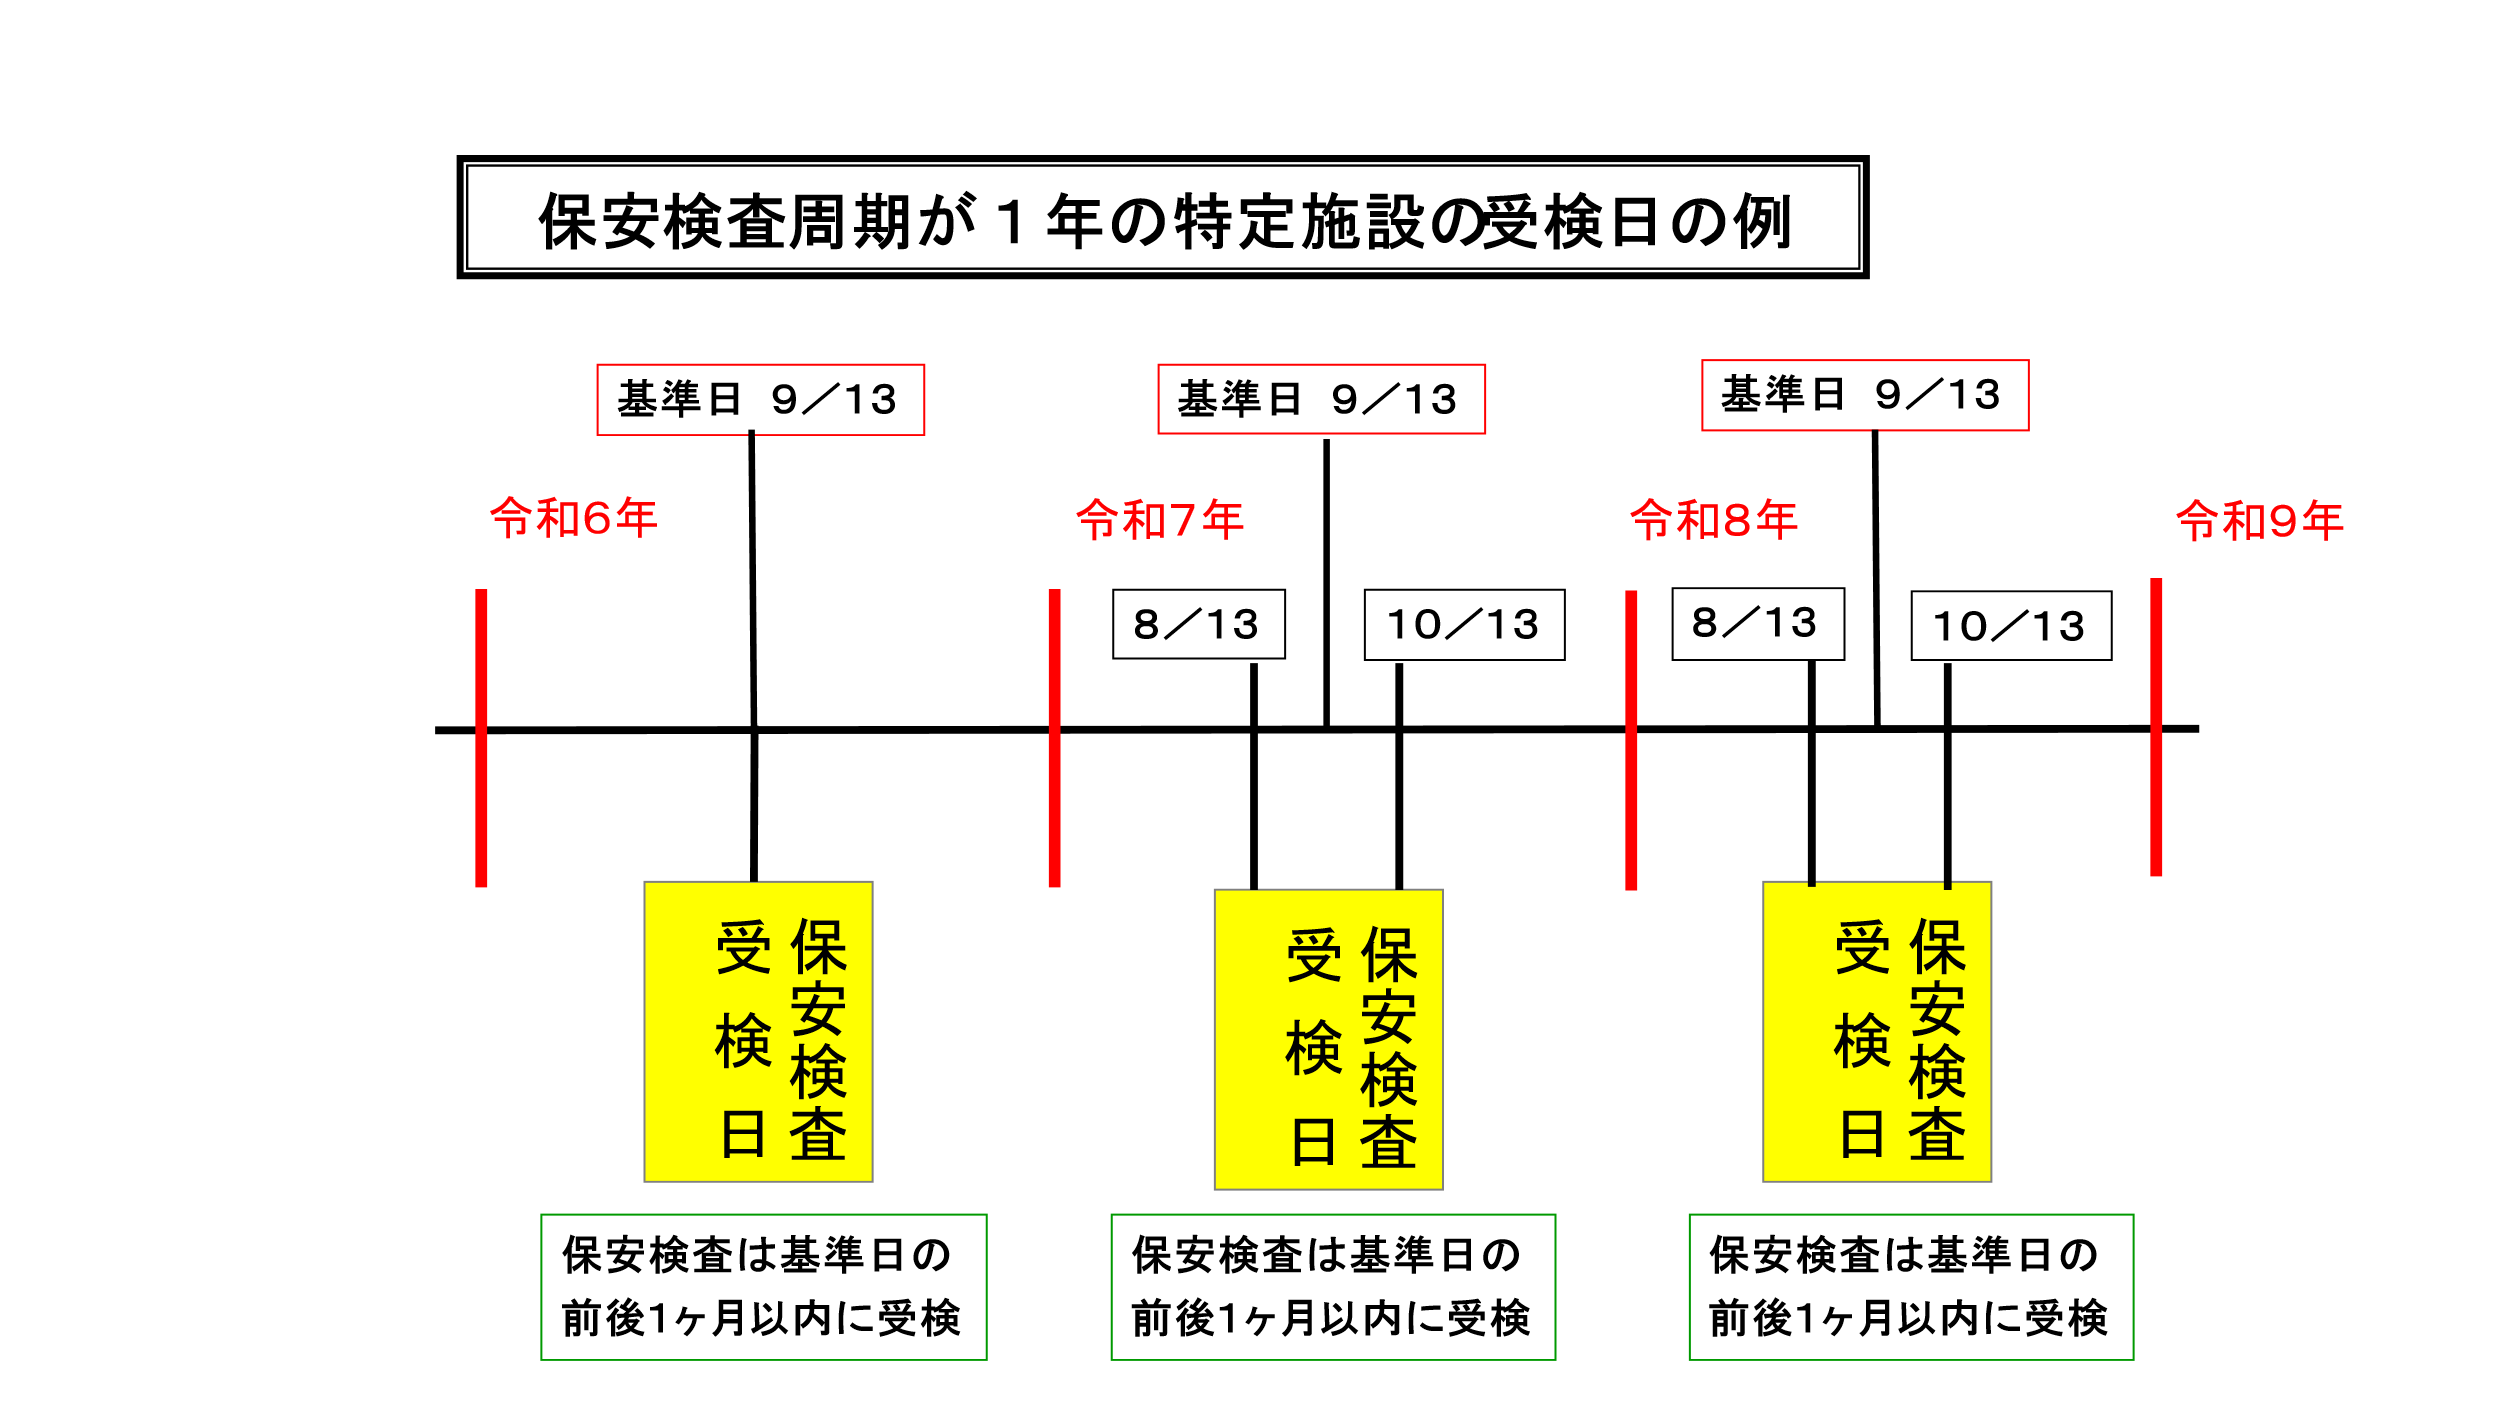 保安検査周期が１年の特定施設の受検日の例
基準日　９／１３
基準日　９／１３
基準日　９／１３
令和6年
令和7年
令和8年
令和9年
８／１３
１０／１３
８／１３
１０／１３
保安検査
受検日
保安検査
受検日
保安検査
受検日
保安検査は基準日の
前後１ヶ月以内に受検
保安検査は基準日の
前後１ヶ月以内に受検
保安検査は基準日の
前後１ヶ月以内に受検